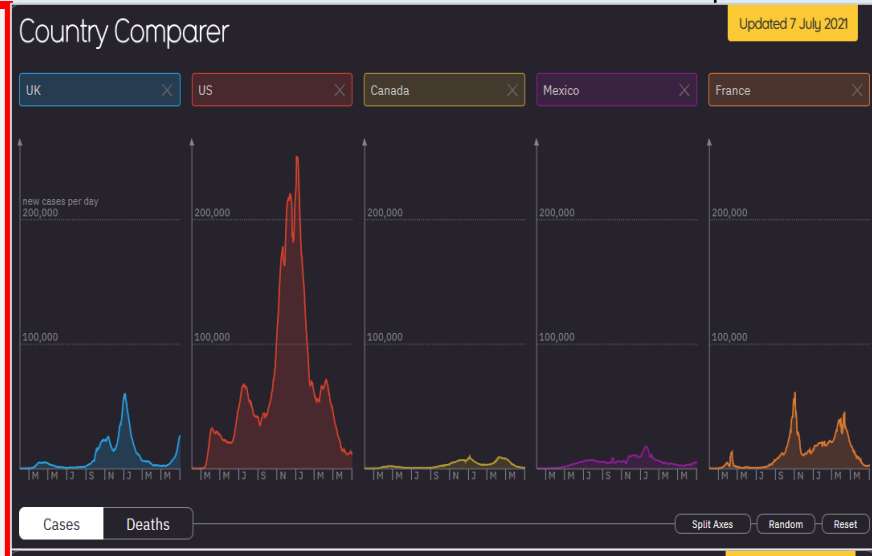 Country Comparer
Updated 7 July 2021
UK
US
Canada
Mexico
France
new cases per day
200,000
200,000
200,000
200,000
200,000
100,000
100,000
100,000
100,000
100,000
M M J S N J M M
M M J S N J M M
M M J S N J M M
M M J S N J M M
M M J S N J M M
Cases Deaths
Split Axes Random Reset